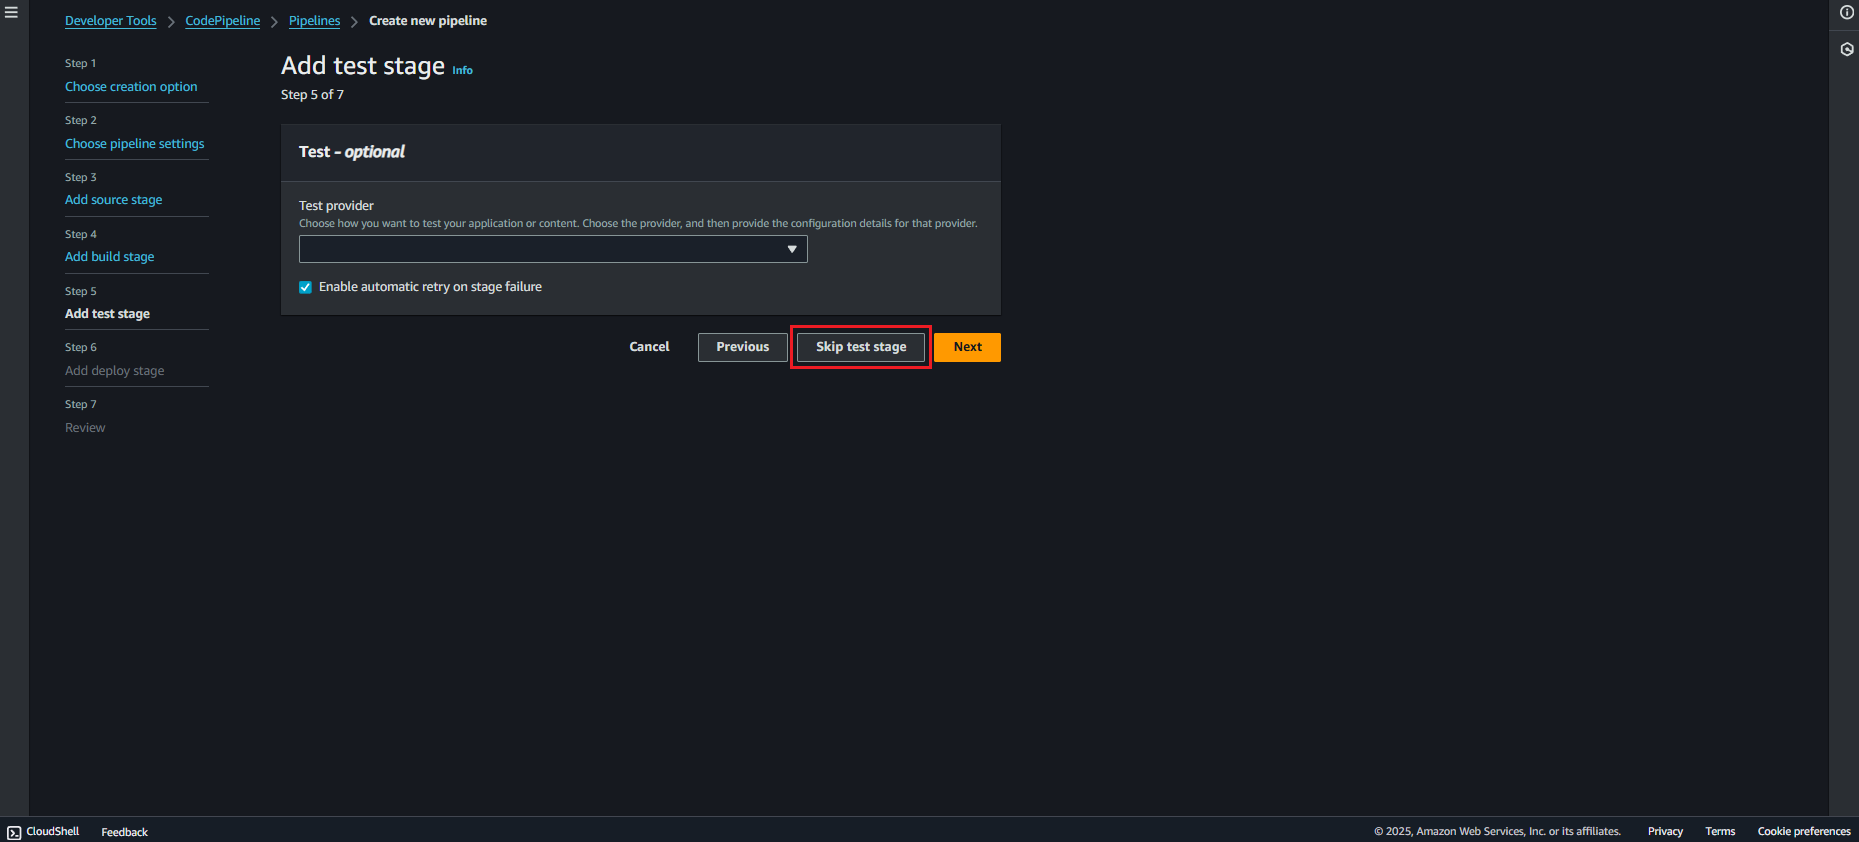 Developer Tools > CodePipeline > Pipelines > Create new pipeline
Step 1
Choose creation option
Step 2
Choose pipeline settings
Step 3
Add source stage
Step 4
Add build stage
Step 5
Add test stage
Step 6
Add deploy stage
Step 7
Review
Add test stage Info
Step 5 of 7
Test - optional
Test provider
Choose how you want to test your application or content. Choose the provider, and then provide the configuration details for that provider.
Enable automatic retry on stage failure
Cancel Previous Skip test stage Next
CloudShell Feedback © 2025, Amazon Web Services, Inc. or its affiliates. Privacy Terms Cookie preferences